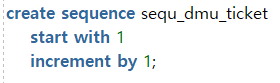 create sequence sequ_dmu_ticket
start with 1
increment by 1;